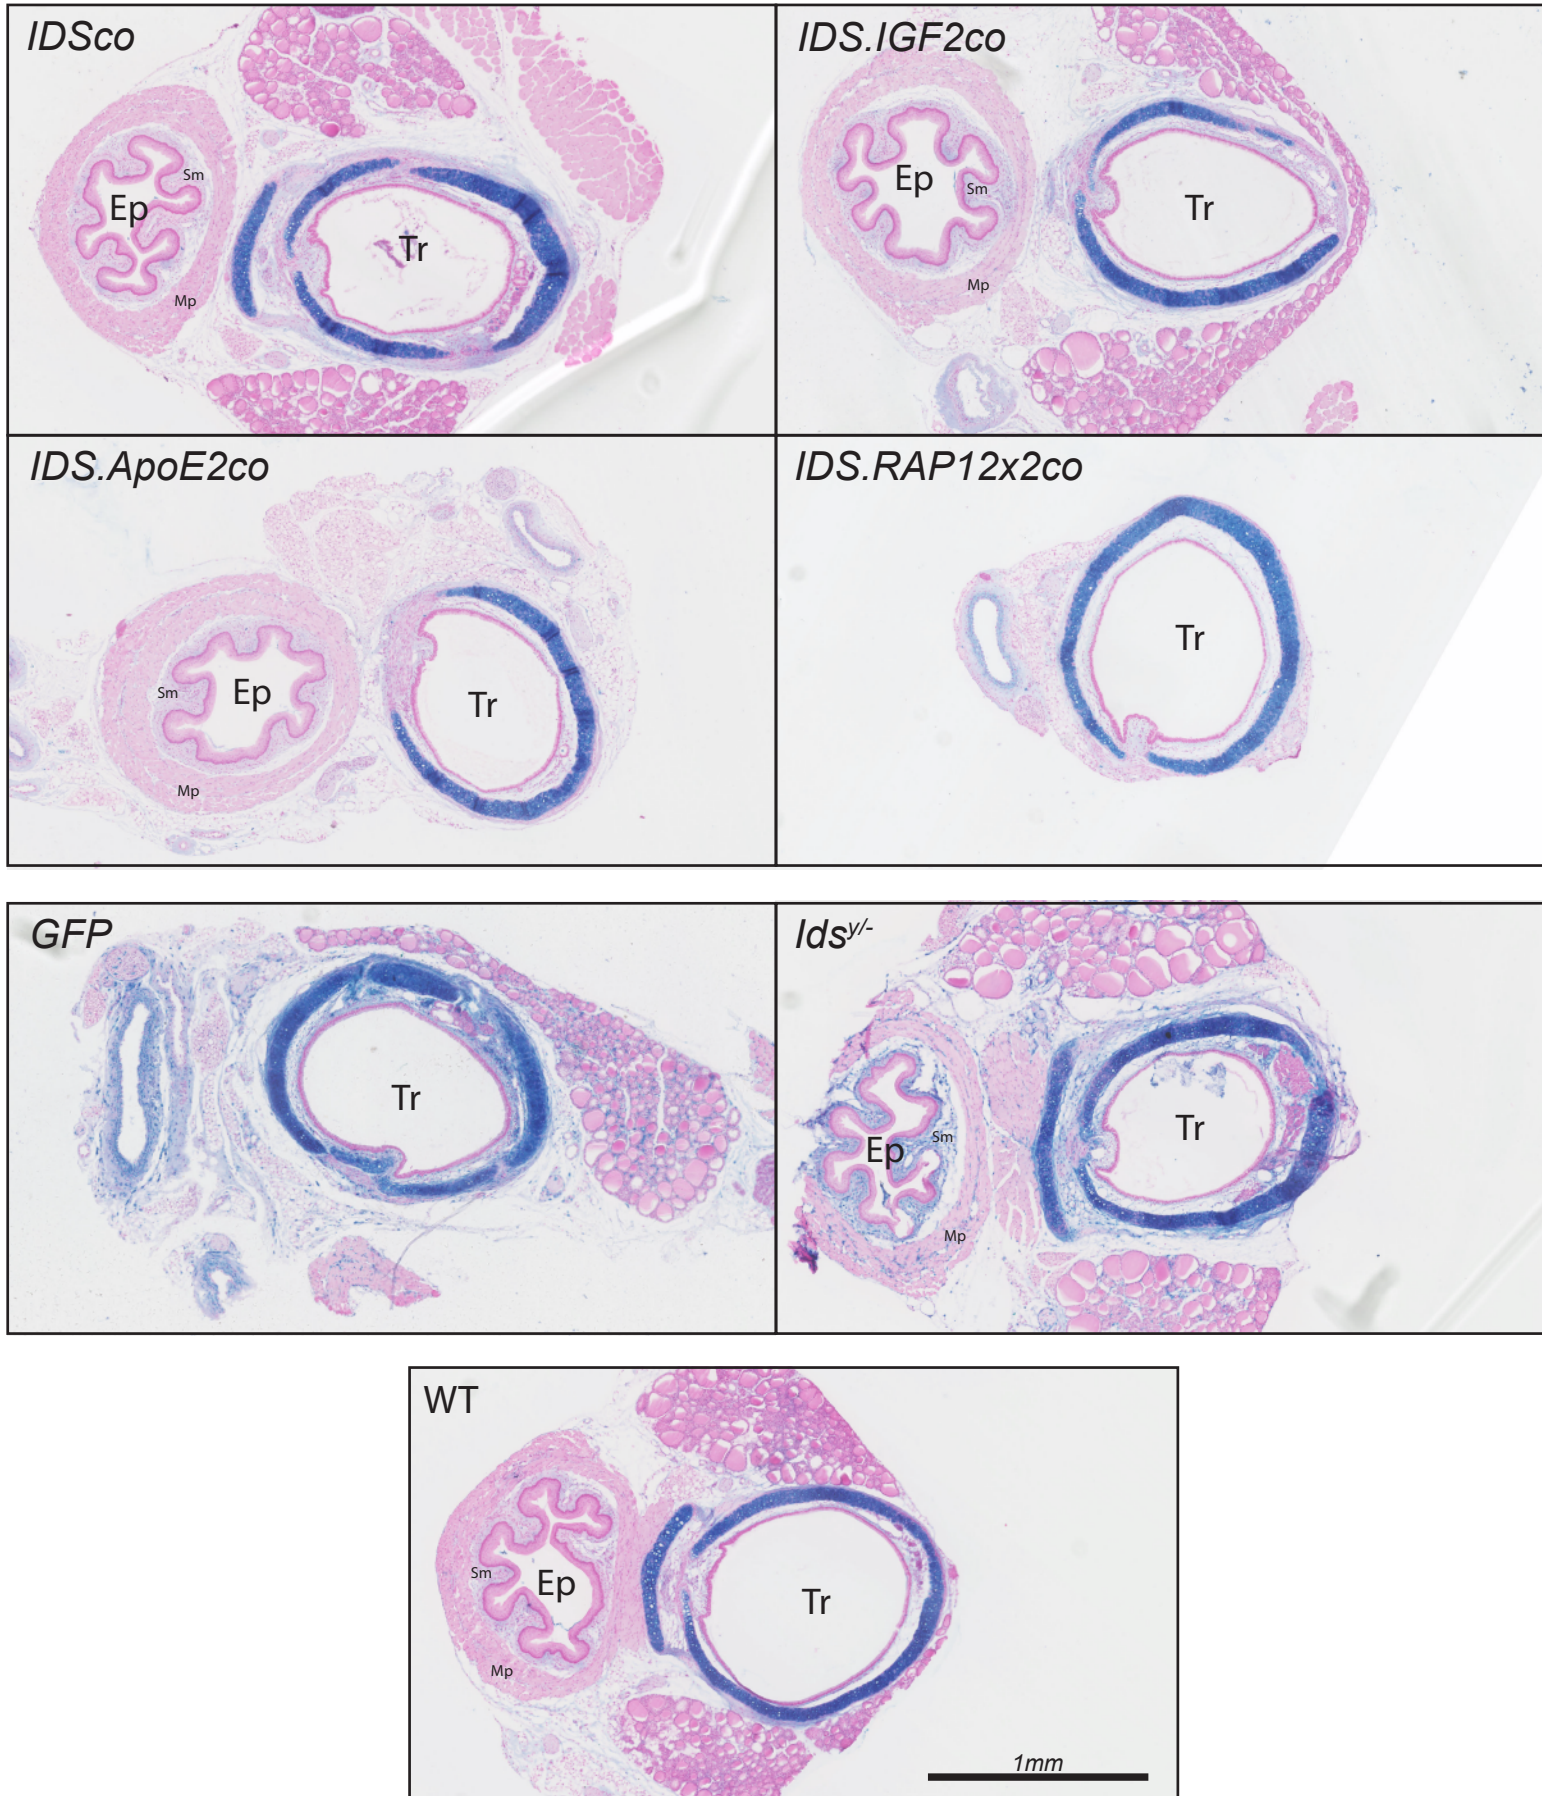 IDSco
Sm
Ep
Tr
Mp
IDS.IGF2co
Ep
Sm
Tr
Mp
IDS.ApoE2co
Sm
Ep
Tr
Mp
IDS.RAP12x2co
Tr
GFP
Tr
Ids^y/-
Sm
Ep
Tr
Mp
WT
Sm
Ep
Tr
Mp
1mm